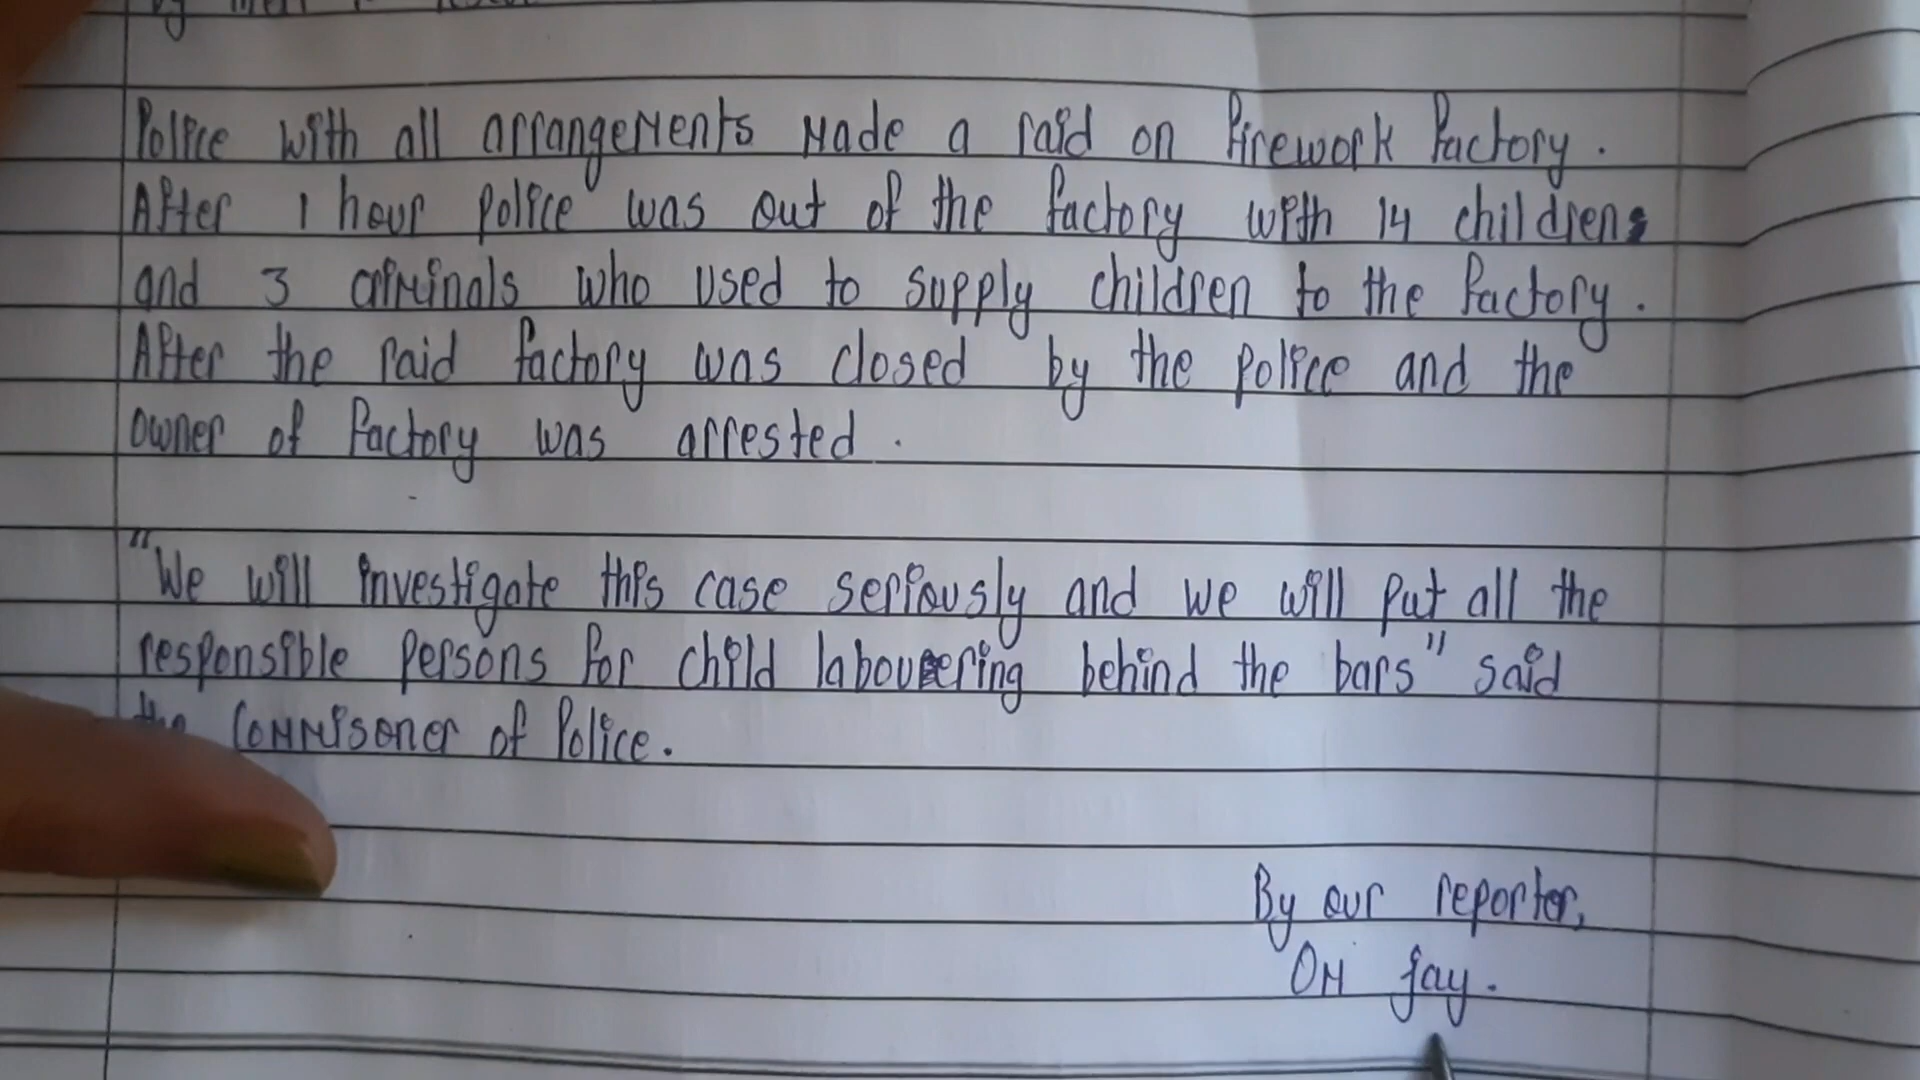 Police with all arrangements made a raid on firework factory.
After 1 hour police was out of the factory with 14 children
and 3 criminals who used to supply children to the factory.
After the raid factory was closed by the police and the
owner of factory was arrested.
"We will investigate this case seriously and we will put all the
responsible persons for child labouering behind the bars" said
the Commisoner of Police.
By our reporter,
OM Jay.